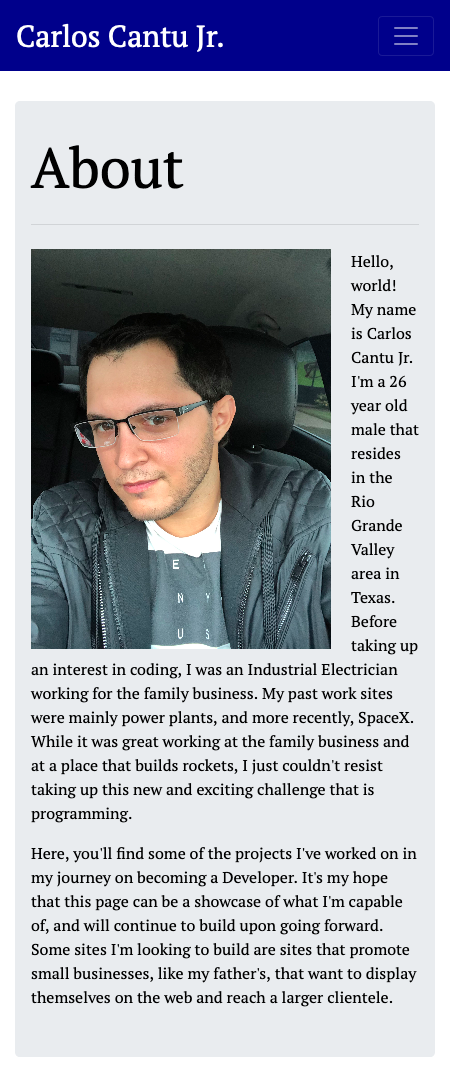 Carlos Cantu Jr.
About
Hello,
world!
My name
is Carlos
Cantu Jr.
I'm a 26
year old
male that
resides
in the
Rio
Grande
Valley
area in
Texas.
Before
taking up
E
N Y
U S
an interest in coding, I was an Industrial Electrician
working for the family business. My past work sites
were mainly power plants, and more recently, SpaceX.
While it was great working at the family business and
at a place that builds rockets, I just couldn't resist
taking up this new and exciting challenge that is
programming.
Here, you'll find some of the projects I've worked on in
my journey on becoming a Developer. It's my hope
that this page can be a showcase of what I'm capable
of, and will continue to build upon going forward.
Some sites I'm looking to build are sites that promote
small businesses, like my father's, that want to display
themselves on the web and reach a larger clientele.